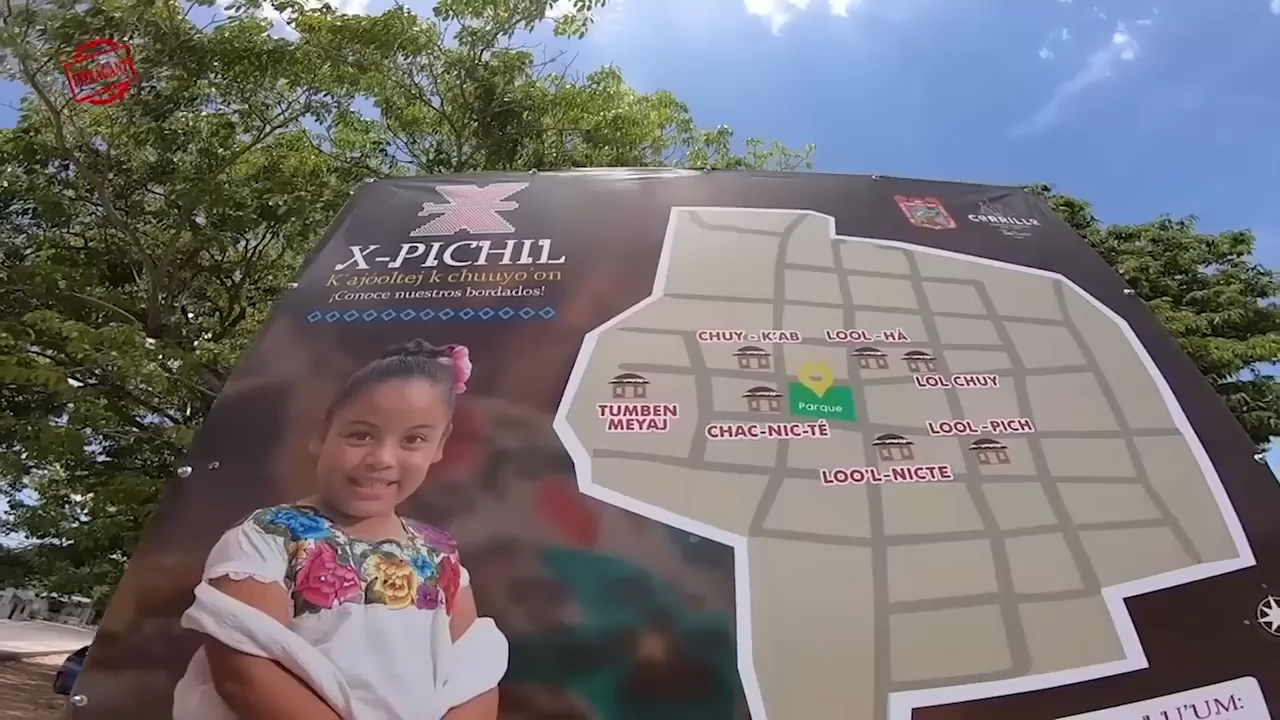 X-PICHIL
K'ajóoltej k chuuyo'on
¡Conoce nuestros bordados!
CARRILLO
CHUY - K'AB
LOOL - HÁ
LOL CHUY
TUMBEN
MEYAJ
Parque
CHAC-NIC-TÉ
LOOL - PICH
LOO'L-NICTE
U'UM: